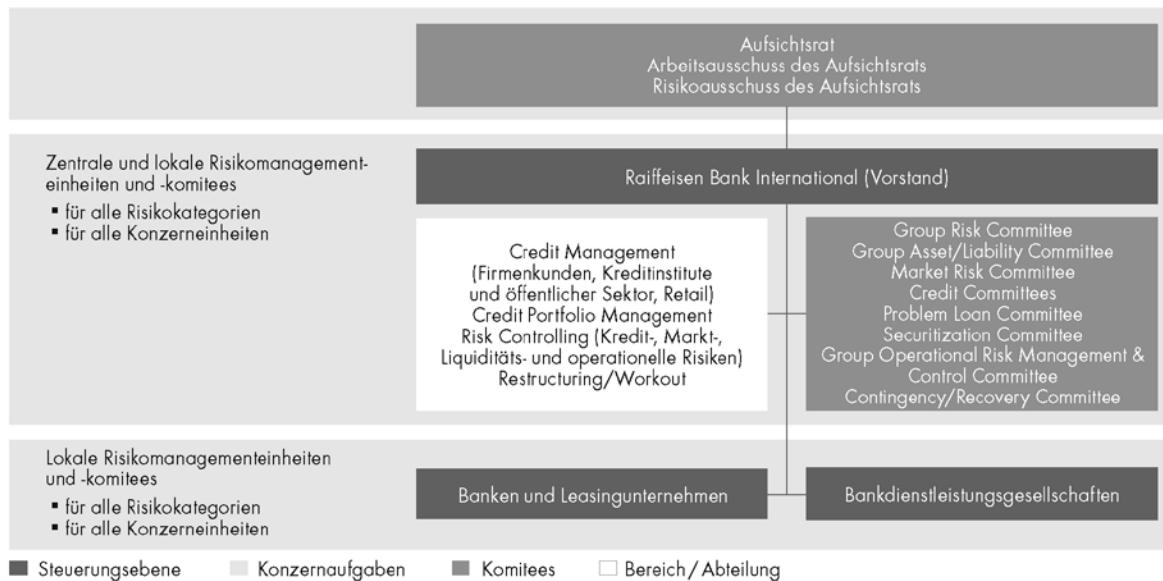 Aufsichtsrat
Arbeitsausschuss des Aufsichtsrats
Risikoausschuss des Aufsichtsrats
Zentrale und lokale Risikomanagement-
einheiten und -komitees
▪ für alle Risikokategorien
▪ für alle Konzerneinheiten
Raiffeisen Bank International (Vorstand)
Credit Management
(Firmenkunden, Kreditinstitute
und öffentlicher Sektor, Retail)
Credit Portfolio Management
Risk Controlling (Kredit-, Markt-,
Liquiditäts- und operationelle Risiken)
Restructuring/Workout
Group Risk Committee
Group Asset/Liability Committee
Market Risk Committee
Credit Committees
Problem Loan Committee
Securitization Committee
Group Operational Risk Management &
Control Committee
Contingency/Recovery Committee
Lokale Risikomanagementeinheiten
und -komitees
▪ für alle Risikokategorien
▪ für alle Konzerneinheiten
Banken und Leasingunternehmen
Bankdienstleistungsgesellschaften
Steuerungsebene
Konzernaufgaben
Komitees
Bereich/Abteilung